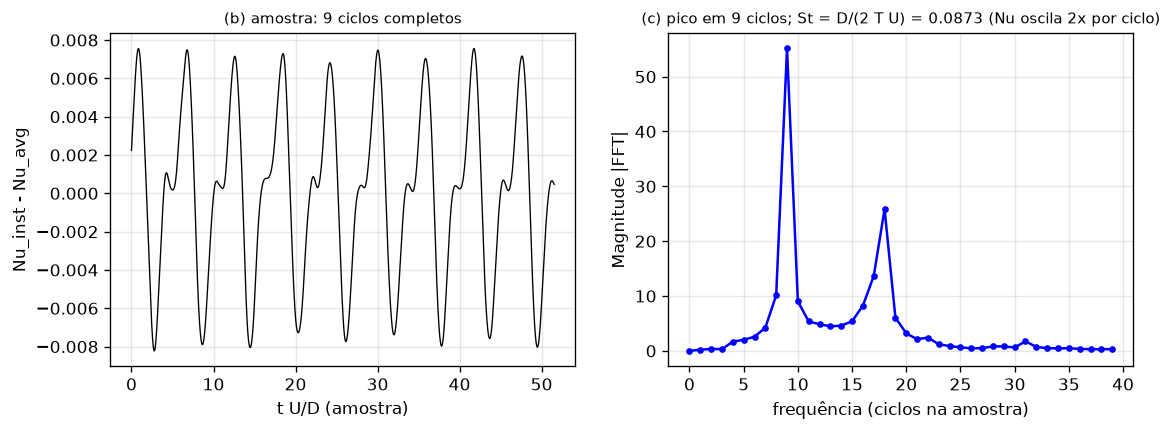 (b) amostra: 9 ciclos completos
0.008
0.006
0.004
0.002
0.000
−0.002
−0.004
−0.006
−0.008
Nu_inst - Nu_avg
0 10 20 30 40 50
t U/D (amostra)
(c) pico em 9 ciclos; St = D/(2 T U) = 0.0873 (Nu oscila 2x por ciclo)
50
40
30
20
10
0
Magnitude |FFT|
0 5 10 15 20 25 30 35 40
frequência (ciclos na amostra)